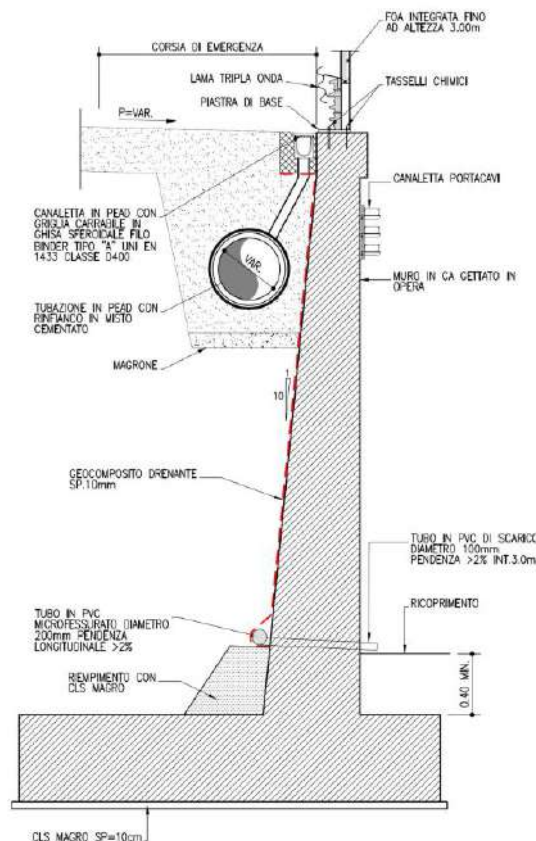 FOA INTEGRATA FINO
AD ALTEZZA 3.00m
CORSIA DI EMERGENZA
LAMA TRIPLA ONDA
TASSELLI CHIMICI
PIASTRA DI BASE
P=VAR.
CANALETTA PORTACAVI
CANALETTA IN PEAD CON
GRIGLIA CARRABILE IN
GHISA SFEROIDALE FILO
BINDER TIPO "A" UNI EN
1433 CLASSE D400
VAR.
MURO IN CA GETTATO IN
OPERA
TUBAZIONE IN PEAD CON
RINFIANCO IN MISTO
CEMENTATO
MAGRONE
1
10
GEOCOMPOSITO DRENANTE
SP.10mm
TUBO IN PVC DI SCARICO
DIAMETRO 100mm
PENDENZA >2% INT.3.0m
TUBO IN PVC
MICROFESSURATO DIAMETRO
200mm PENDENZA
LONGITUDINALE >2%
RICOPRIMENTO
RIEMPIMENTO CON
CLS MAGRO
0.40 MIN.
CLS MAGRO SP=10cm